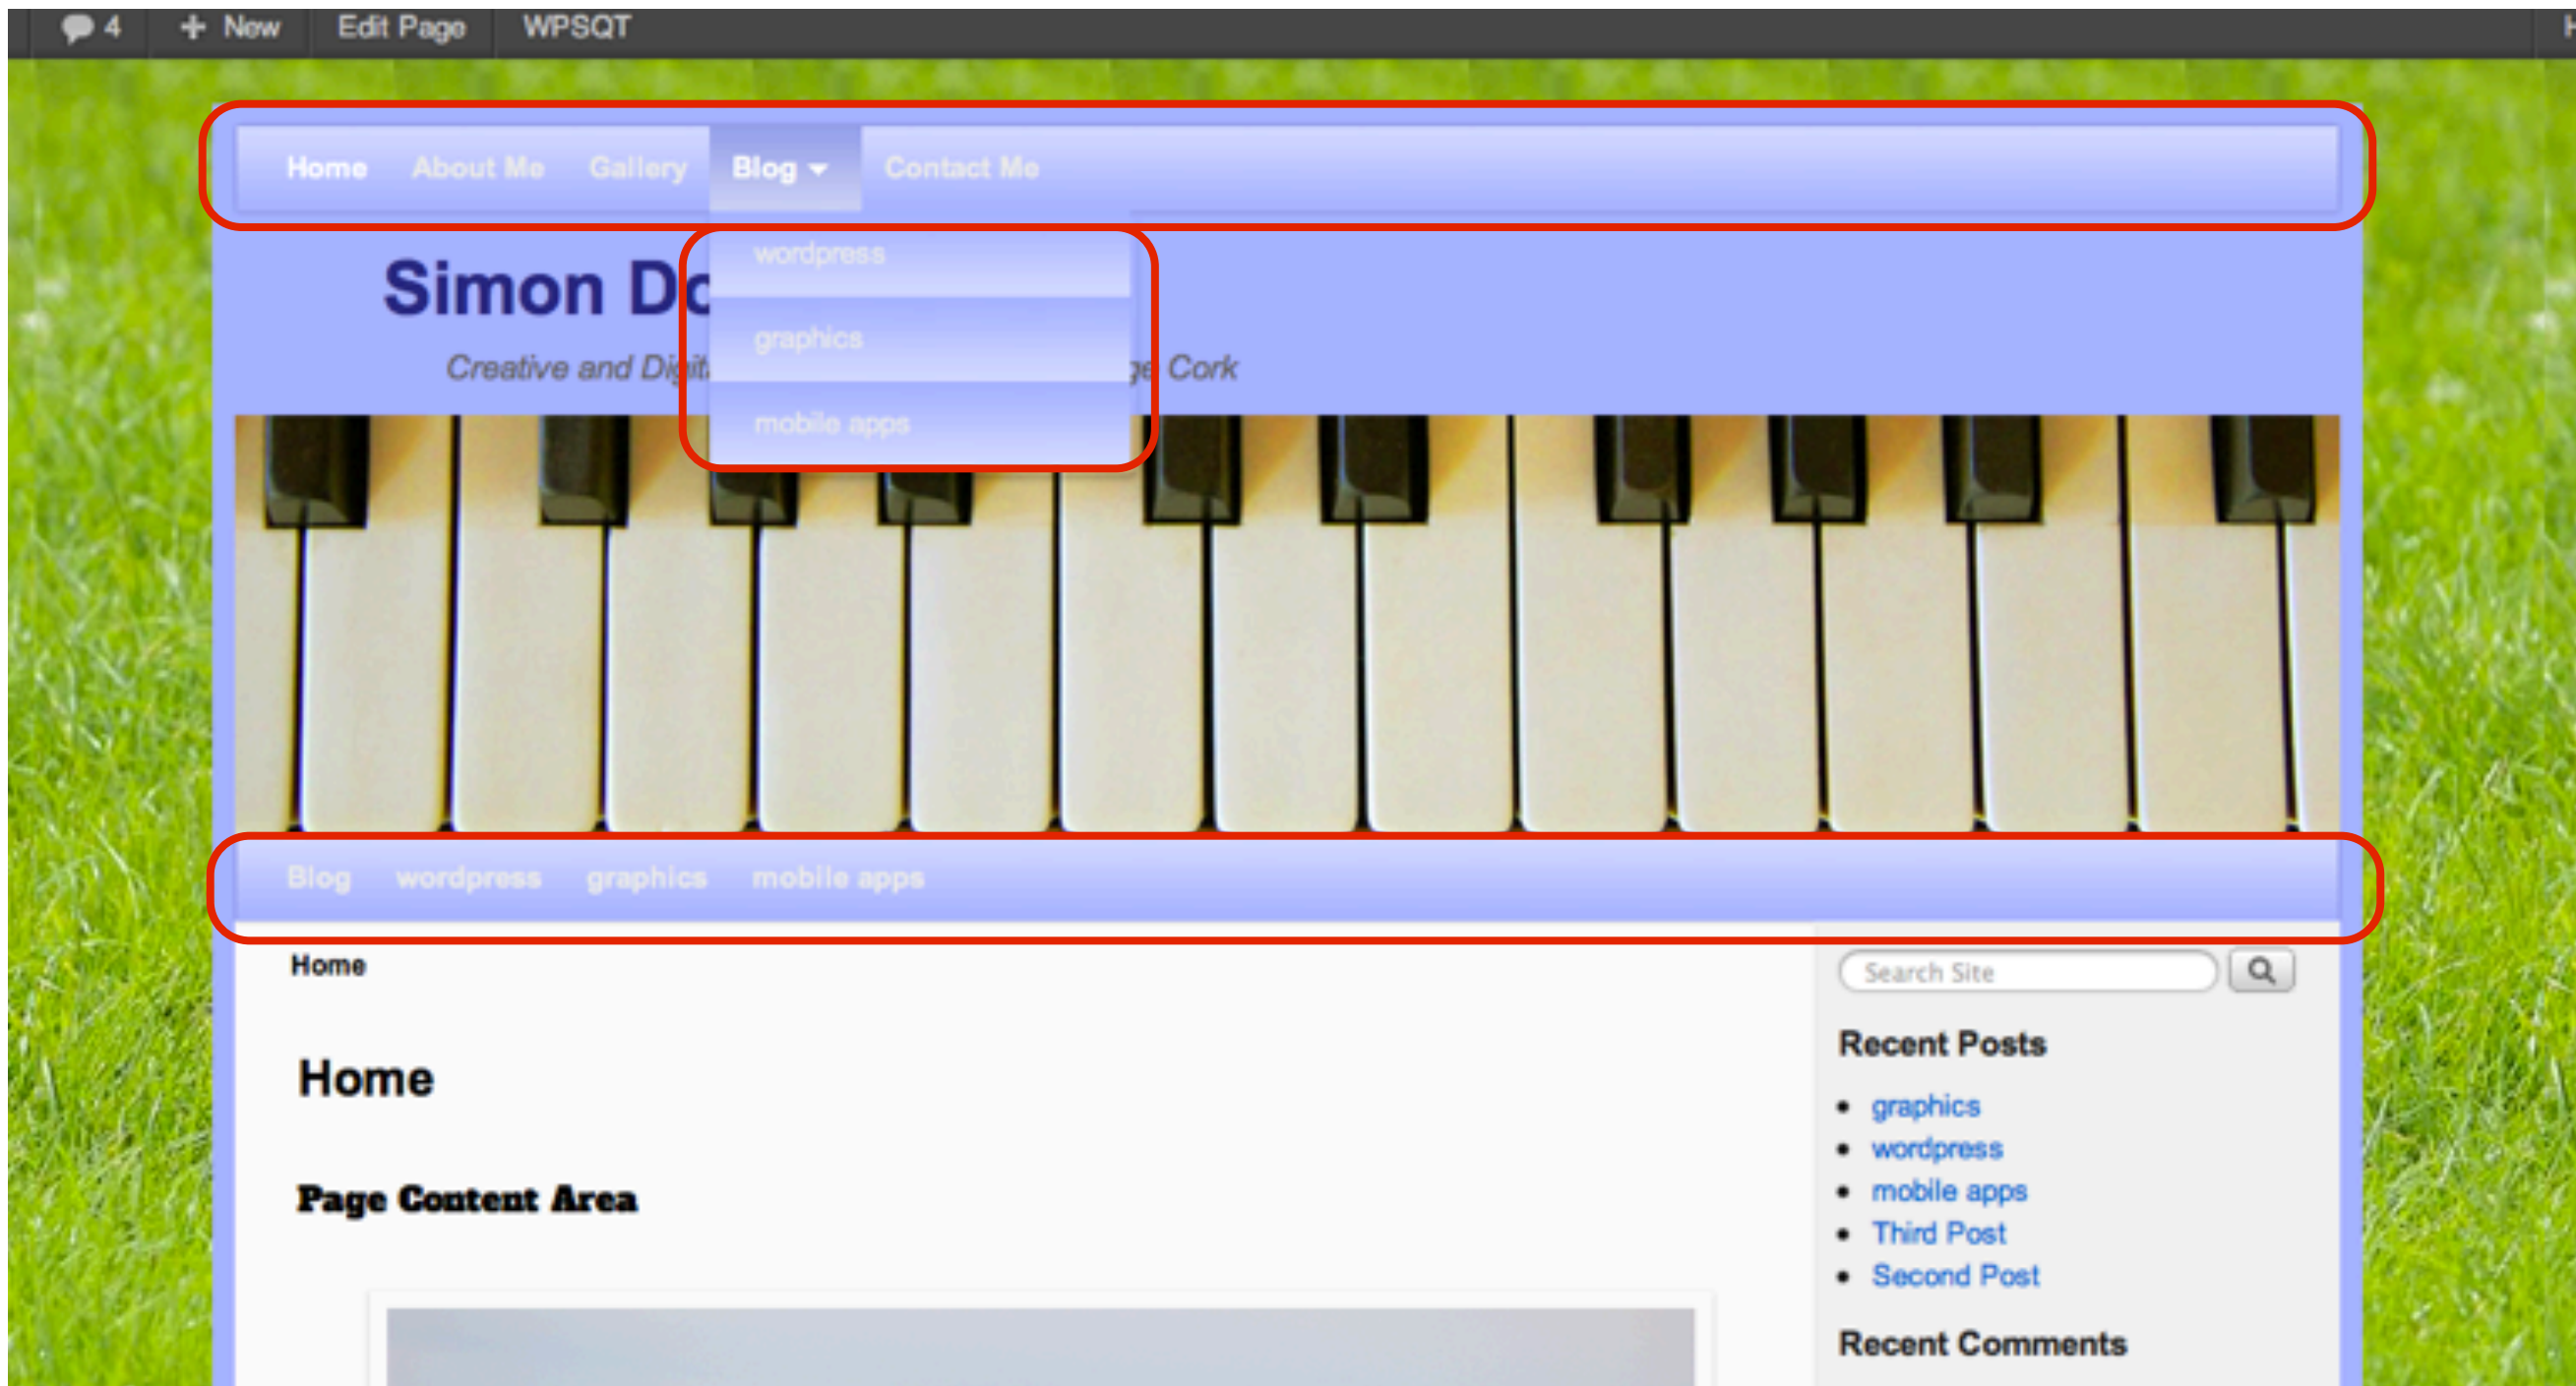 4 New Edit Page WPSQT
Home About Me Gallery Blog Contact Me
wordpress
Simon
graphics
Creative and Cork
mobile apps
Blog wordpress graphics mobile apps
Home
Search Site
Home
Recent Posts
graphics
wordpress
Page Content Area
mobile apps
Third Post
Second Post
Recent Comments